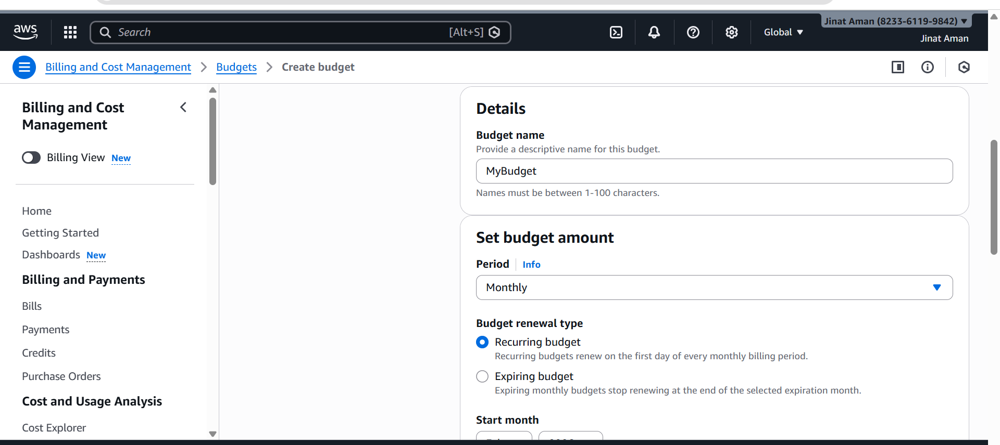 aws
Search
[Alt+S]
Global
Jinat Aman (8233-6119-9842)
Jinat Aman
Billing and Cost Management
Budgets
Create budget
Billing and Cost
Management
Billing View New
Home
Getting Started
Dashboards New
Billing and Payments
Bills
Payments
Credits
Purchase Orders
Cost and Usage Analysis
Cost Explorer
Details
Budget name
Provide a descriptive name for this budget.
MyBudget
Names must be between 1-100 characters.
Set budget amount
Period Info
Monthly
Budget renewal type
Recurring budget
Recurring budgets renew on the first day of every monthly billing period.
Expiring budget
Expiring monthly budgets stop renewing at the end of the selected expiration month.
Start month